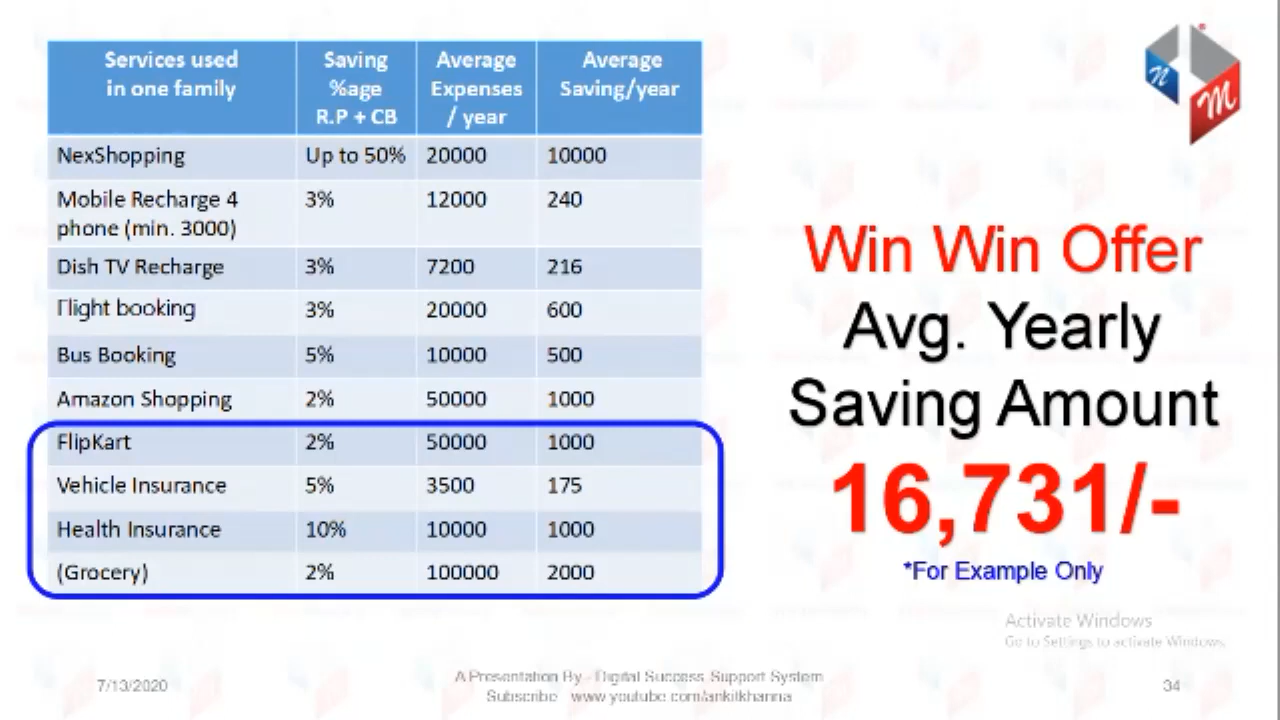 Services used
in one family
Saving
%age
R.P + CB
Average
Expenses
/ year
Average
Saving/year
NexShopping Up to 50% 20000 10000
Mobile Recharge 4
phone (min. 3000) 3% 12000 240
Dish TV Recharge 3% 7200 216
Flight booking 3% 20000 600
Bus Booking 5% 10000 500
Amazon Shopping 2% 50000 1000
FlipKart 2% 50000 1000
Vehicle Insurance 5% 3500 175
Health Insurance 10% 10000 1000
(Grocery) 2% 100000 2000
n M
Win Win Offer
Avg. Yearly
Saving Amount
16,731/-
*For Example Only
Activate Windows
Go to Settings to activate Windows.
7/13/2020
A Presentation By - Digital Success Support System
Subscribe www.youtube.com/ankitkhanna
34